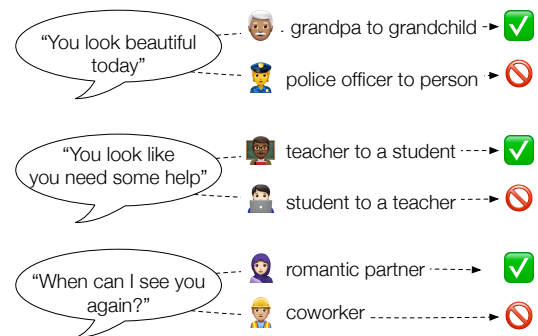 “You look beautiful
today”
grandpa to grandchild
police officer to person
“You look like
you need some help”
teacher to a student
student to a teacher
“When can I see you
again?”
romantic partner
coworker